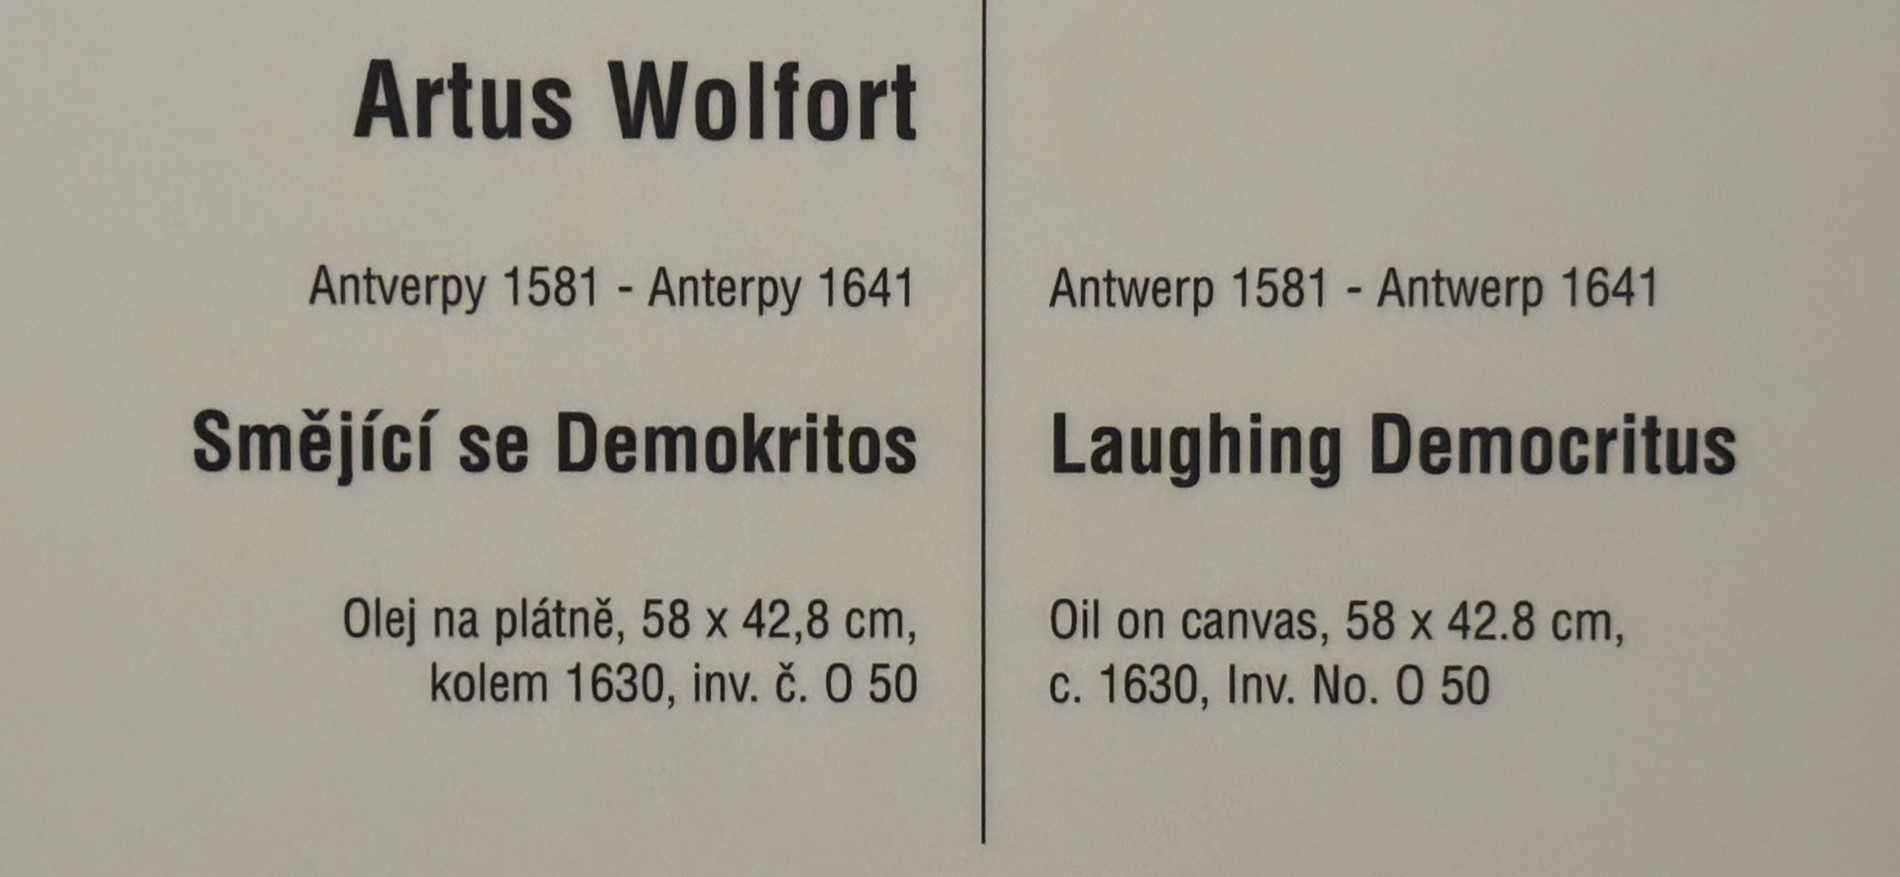 Artus Wolfort
Antverpy 1581 - Anterpy 1641
Smějící se Demokritos
Olej na plátně, 58 x 42,8 cm,
kolem 1630, inv. č. O 50
Antwerp 1581 - Antwerp 1641
Laughing Democritus
Oil on canvas, 58 x 42.8 cm,
c. 1630, Inv. No. O 50